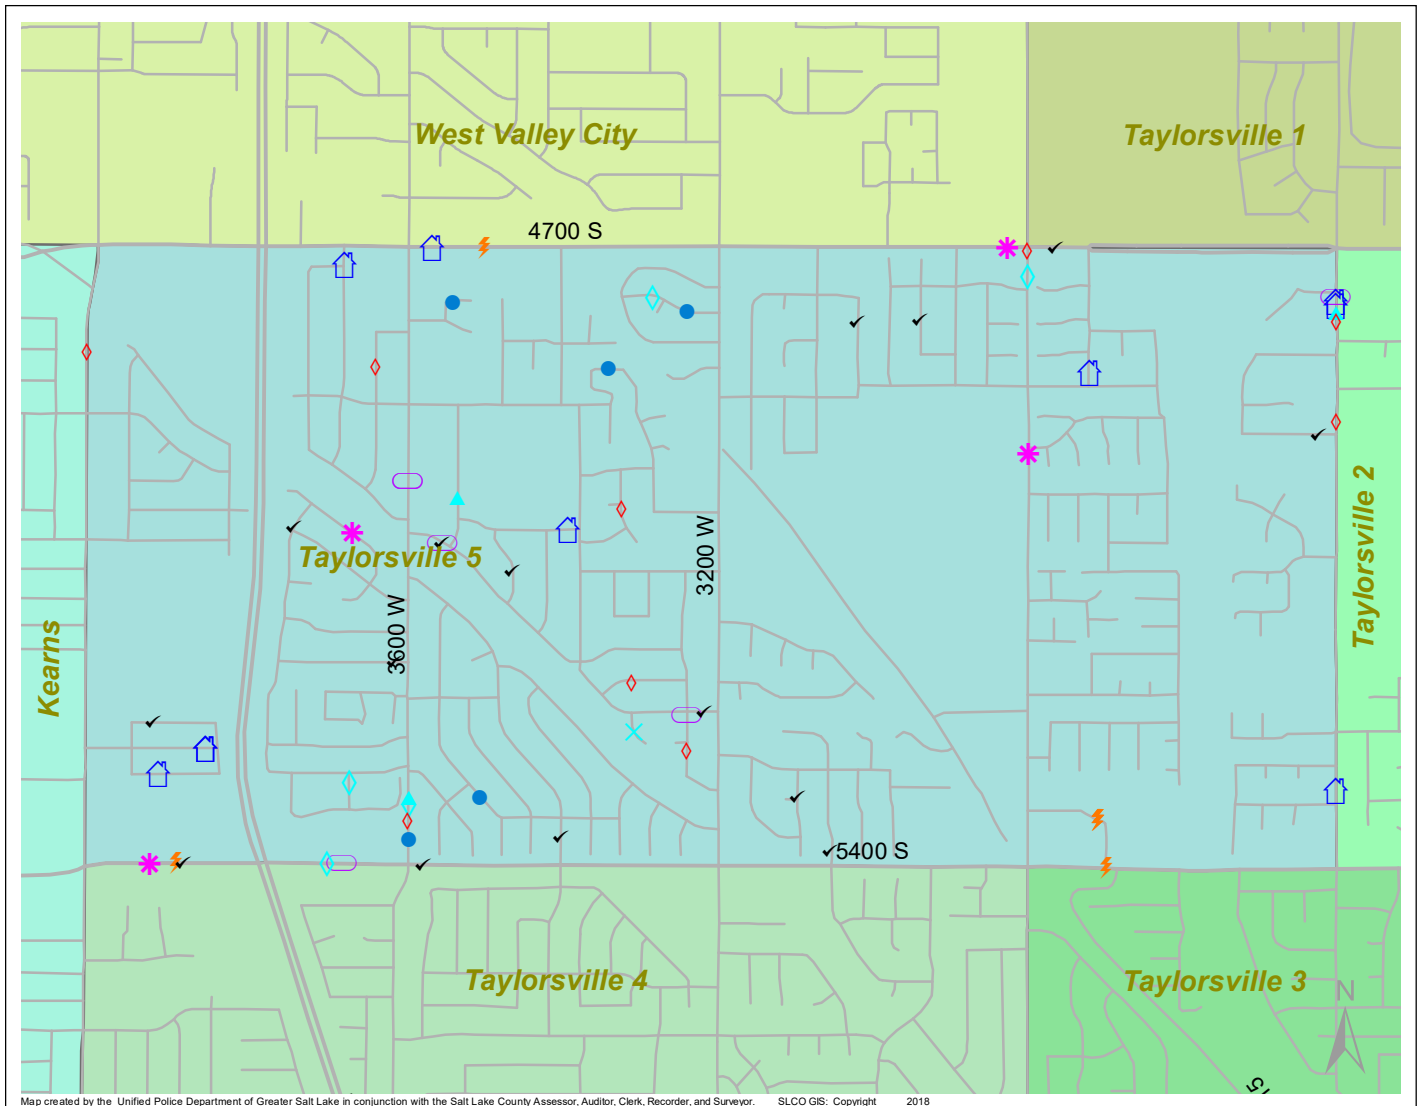 West Valley City
Taylorsville 1
4700 S
Taylorsville 2
3200 W
Taylorsville 5
3600 W
Kearns
5400 S
Taylorsville 4
Taylorsville 3
N
15
Map created by the Unified Police Department of Greater Salt Lake in conjunction with the Salt Lake County Assessor, Auditor, Clerk, Recorder, and Surveyor. SLCO GIS: Copyright 2018